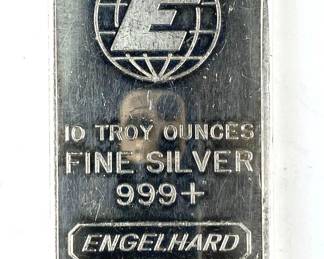 E
10 TROY OUNCES
FINE SILVER
999+
ENGELHARD